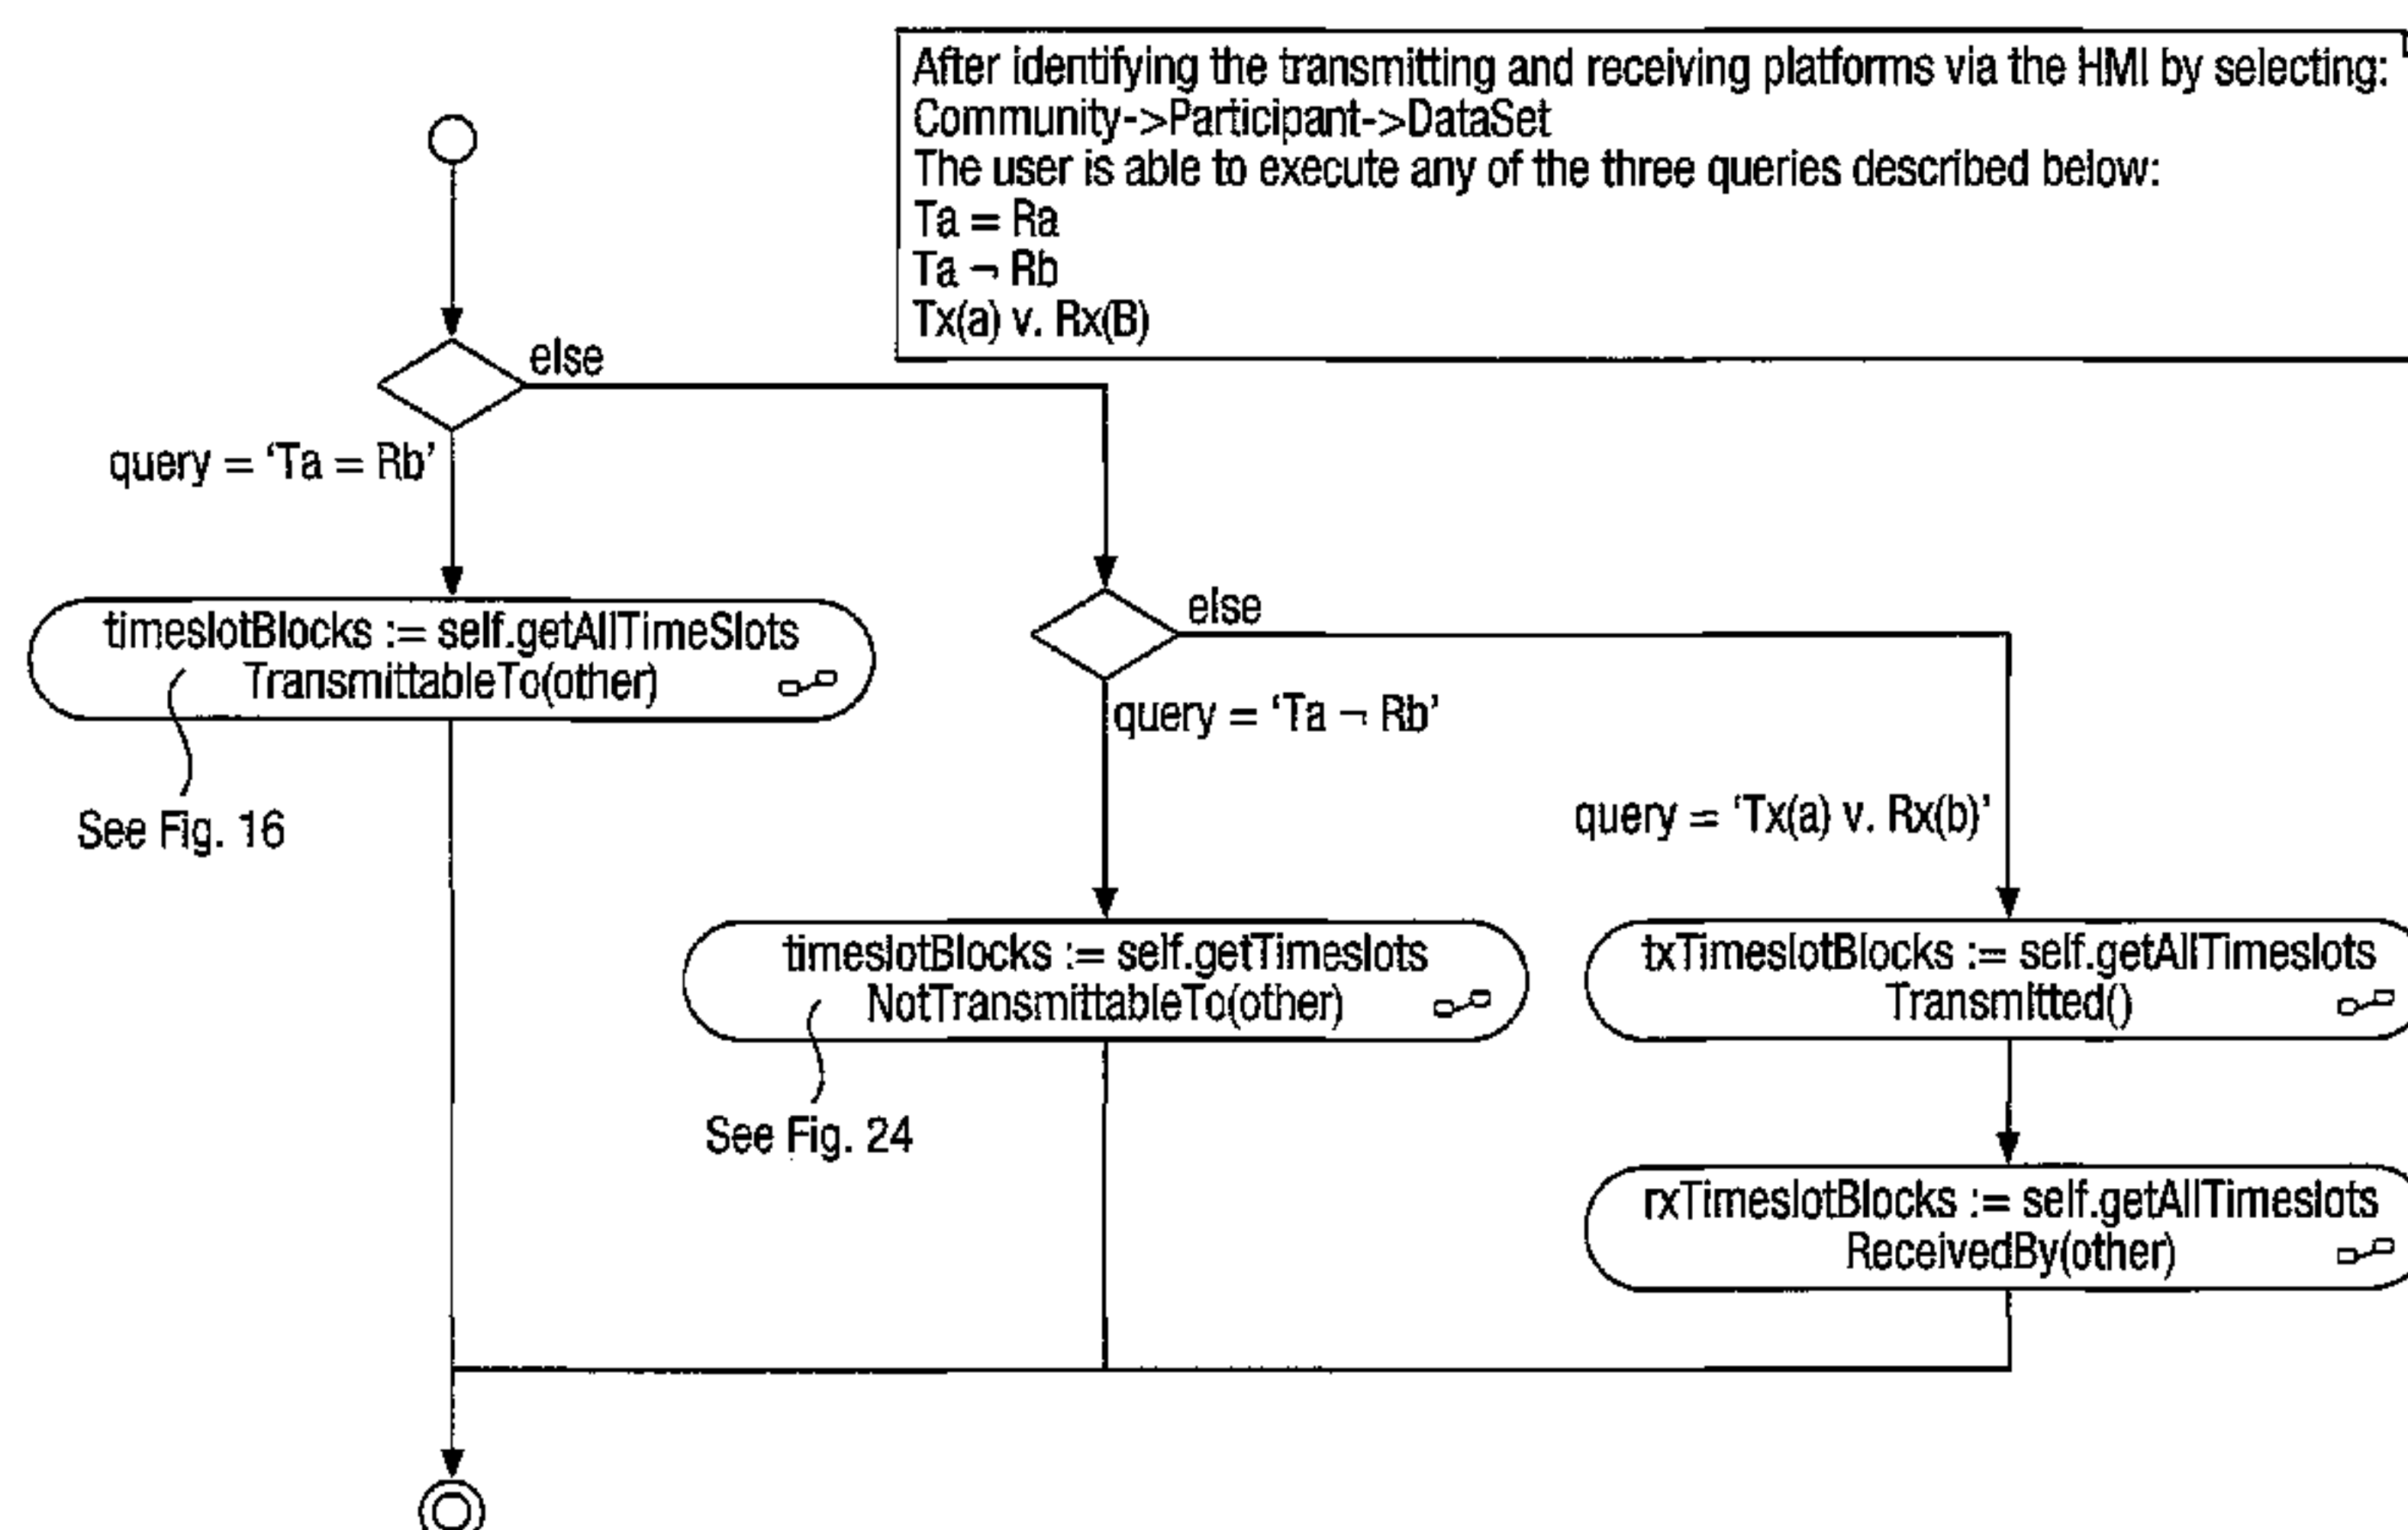 After identifying the transmitting and receiving platforms via the HMI by selecting:
Community->Participant->DataSet
The user is able to execute any of the three queries described below:
Ta = Ra
Ta ¬ Rb
Tx(a) v. Rx(B)
else
query = ‘Ta = Rb’
timeslotBlocks := self.getAllTimeSlots
TransmittableTo(other)
See Fig. 16
else
query = ‘Ta ¬ Rb’
timeslotBlocks := self.getTimeslots
NotTransmittableTo(other)
See Fig. 24
query = ‘Tx(a) v. Rx(b)’
txTimeslotBlocks := self.getAllTimeslots
Transmitted()
rxTimeslotBlocks := self.getAllTimeslots
ReceivedBy(other)